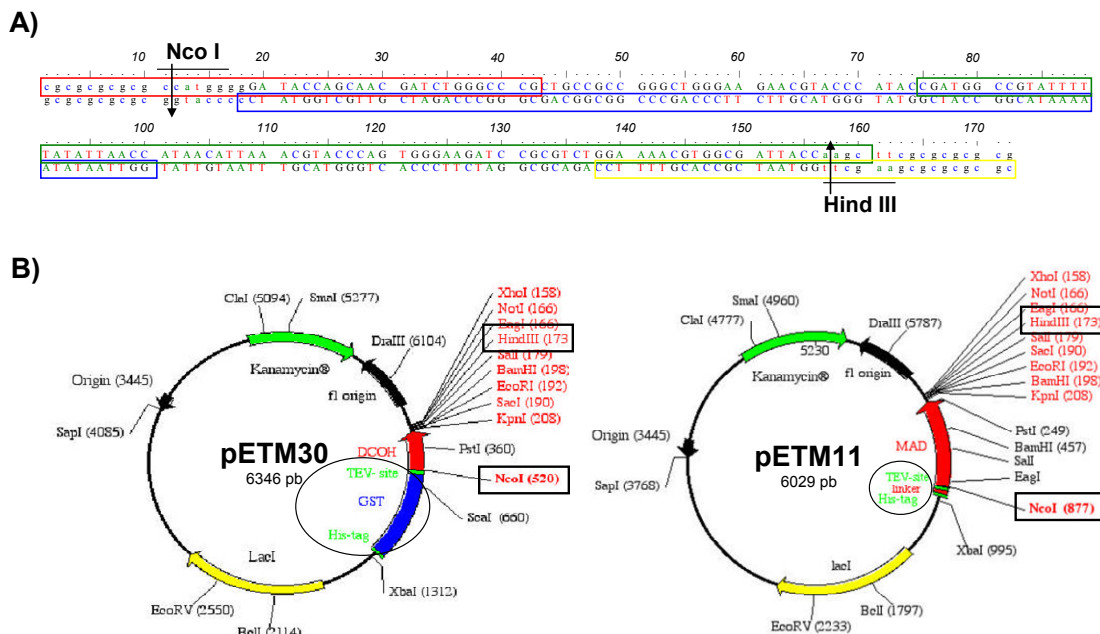 A)
10 Nco I 20 30 40 50 60 70 80
cgcgcgcgcg ccatggggGA TACCAGCAAC GATCTGGGCC CGCTGCCGCC GGGCTGGGAA GAACGTACCC ATACCGATGG CCGTATTTTT
gcgcgcgcgc ggtaccccCT ATGGTCGTTG CTAGACCCGG GCGACGGCGG CCCGACCCTT CTTGCATGGG TATGGCTACC GGCATAAAAA
100 110 120 130 140 150 160 170
TATATTAACC ATAACATTAA ACGTACCCAG TGGGAAGATC CGCGTCTGGA AAACGTGGCG ATTACCaagc ttcgcgcgcg cg
ATATAATTGG TATTGTAATT TGCATGGGTC ACCCTTCTAG GCGCAGACCT TTTGCACCGC TAATGGttcg aagcgcgcgc gc
Hind III
B)
ClaI (5094)
SmaI (5277)
DraIII (6104)
XhoI (158)
NotI (166)
EagI (166)
HindIII (173
SalI (179)
BamHI (198)
EcoRI (192)
SacI (190)
KpnI (208)
Kanamycin®
f1 origin
Origin (3445)
SapI (4085)
pETM30
6346 pb
DCOH
TEV- site
GST
His-tag
PstI (360)
NcoI (520)
ScaI (660)
LacI
XbaI (1312)
EcoRV (2550)
BclI (2114)
SmaI (4960)
ClaI (4777)
5230
DraIII (5787)
XhoI (158)
NotI (166)
EagI (166)
HindIII (173)
SalI (179)
SacI (190)
EcoRI (192)
BamHI (198)
KpnI (208)
Kanamycin®
f1 origin
Origin (3445)
SapI (3768)
pETM11
6029 pb
MAD
TEV-site
linker
His-tag
PstI (249)
BamHI (457)
SalI
EagI
NcoI (877)
XbaI (995)
lacI
BclI (1797)
EcoRV (2233)